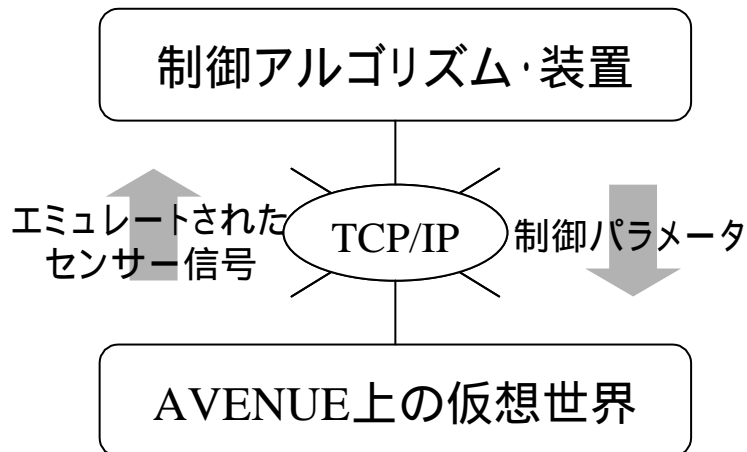 制御アルゴリズム・装置
エミュレートされた
センサー信号
TCP/IP
制御パラメータ
AVENUE上の仮想世界